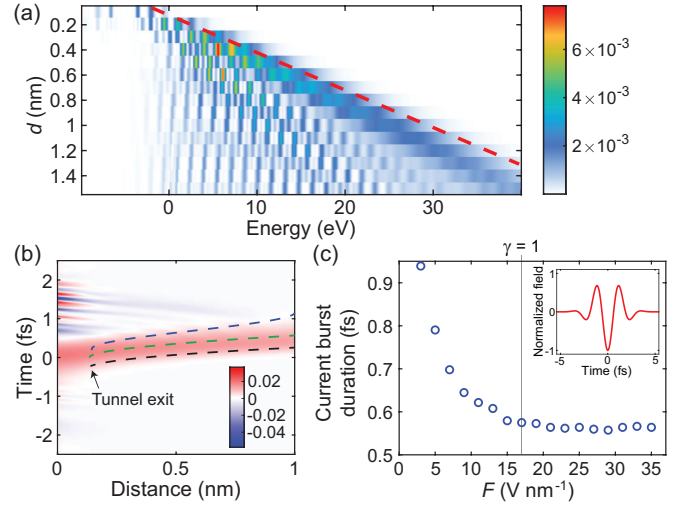 (a)
0.2
0.4
0.6
0.8
1.0
1.2
1.4
d (nm)
0 10 20 30
Energy (eV)
6×10⁻³
4×10⁻³
2×10⁻³
(b)
2
1
0
-1
-2
Time (fs)
Tunnel exit
0.02
0
-0.02
-0.04
0 0.5 1
Distance (nm)
(c)
γ = 1
0.9
0.8
0.7
0.6
0.5
Current burst
duration (fs)
0 5 10 15 20 25 30 35
F (V nm⁻¹)
Normalized field
1
0
-1
-5 0 5
Time (fs)